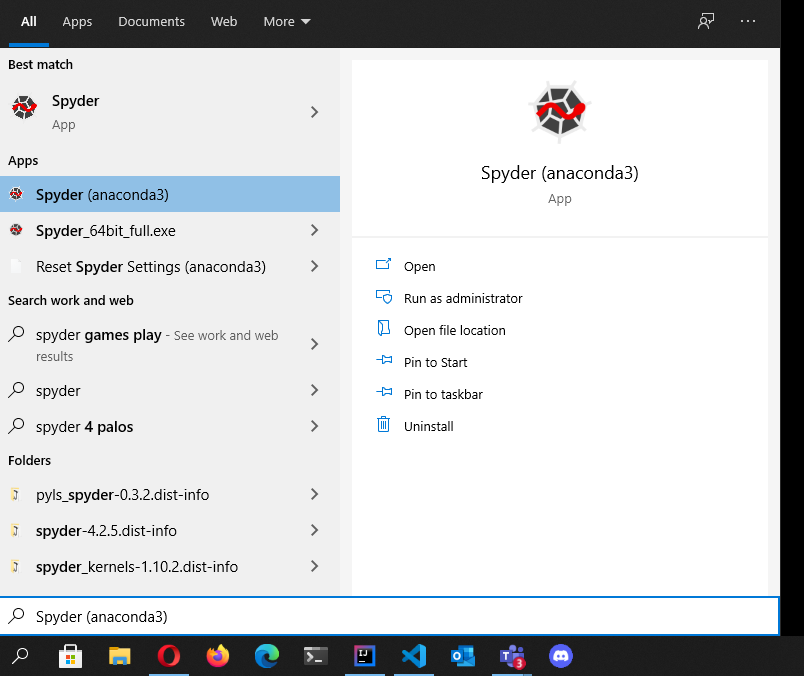 All Apps Documents Web More
Best match
Spyder
App
Apps
Spyder (anaconda3)
Spyder_64bit_full.exe
Reset Spyder Settings (anaconda3)
Search work and web
spyder games play - See work and web
results
spyder
spyder 4 palos
Folders
pyls_spyder-0.3.2.dist-info
spyder-4.2.5.dist-info
spyder_kernels-1.10.2.dist-info
Spyder (anaconda3)
App
Open
Run as administrator
Open file location
Pin to Start
Pin to taskbar
Uninstall
Spyder (anaconda3)
IJ
T 3